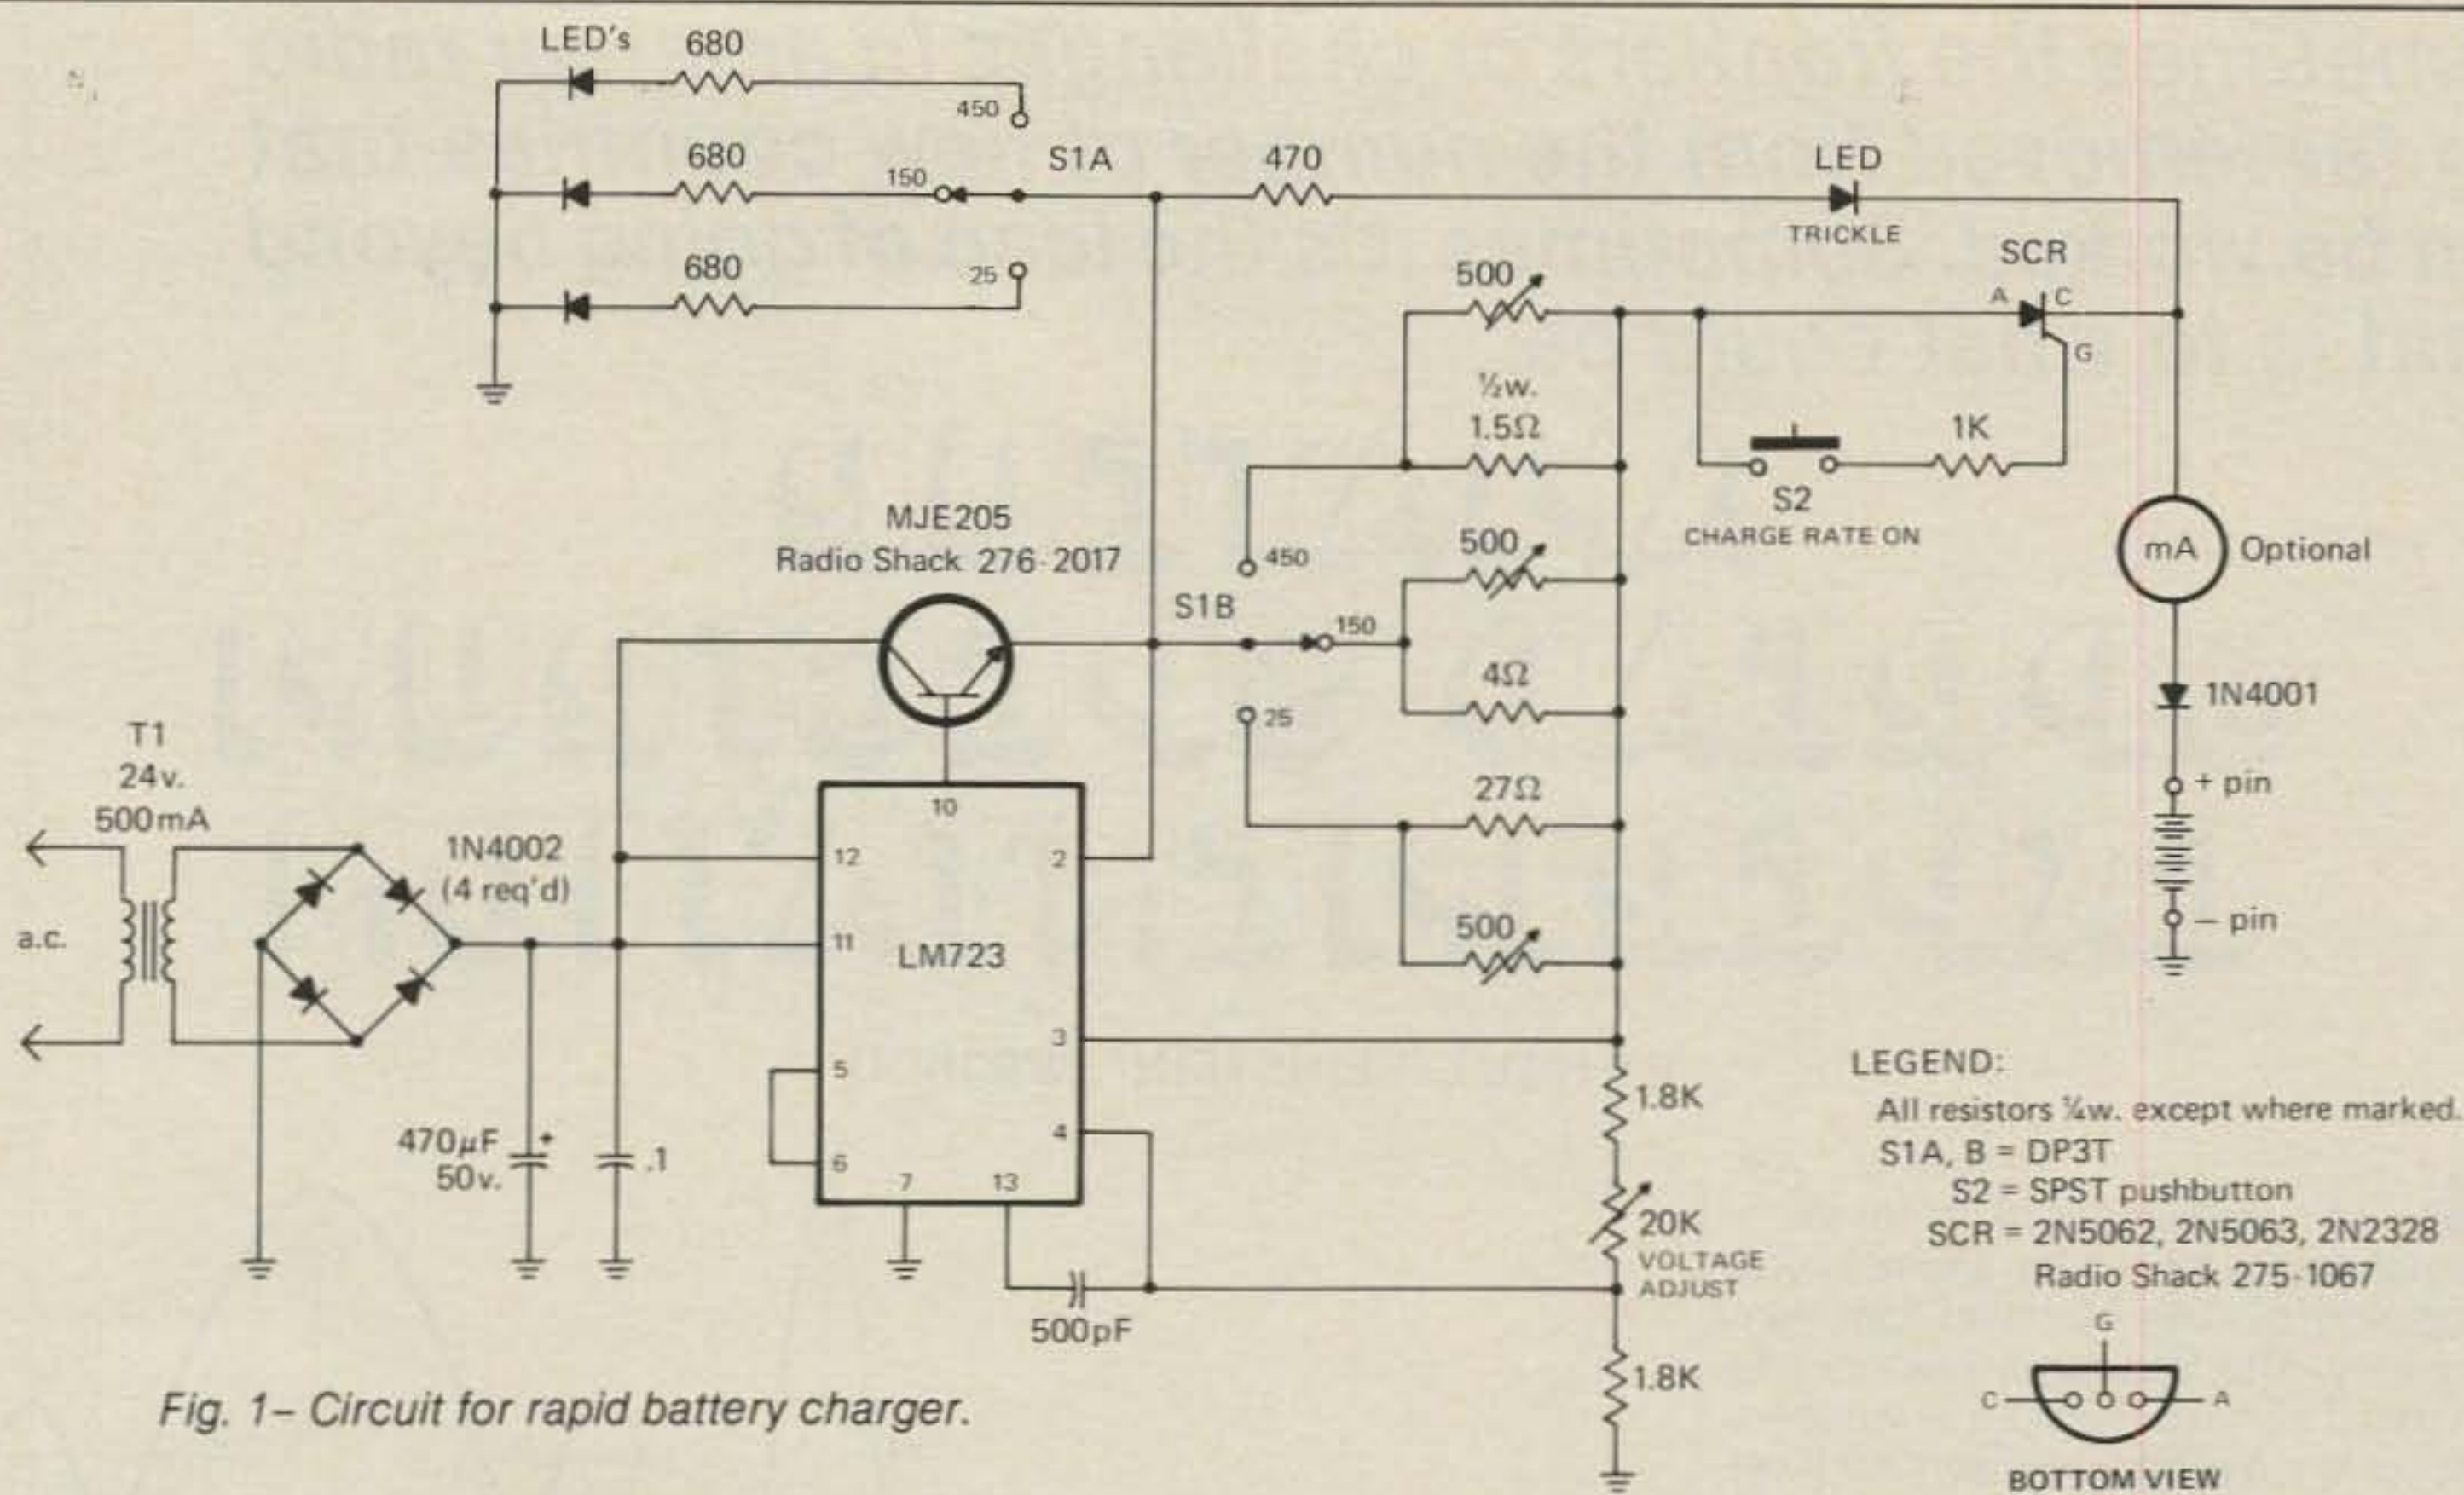 LED's
680
450
680
150
S1A
680
25
470
LED
TRICKLE
SCR
A
C
G
500
½w.
1.5Ω
1K
S2
CHARGE RATE ON
mA
Optional
MJE205
Radio Shack 276-2017
450
S1B
150
25
500
4Ω
27Ω
500
1N4001
+ pin
– pin
T1
24v.
500mA
a.c.
1N4002
(4 req'd)
10
12
2
11
LM723
3
5
4
6
7
13
470µF
50v.
+
.1
500pF
1.8K
20K
VOLTAGE
ADJUST
1.8K
LEGEND:
All resistors ¼w. except where marked.
S1A, B = DP3T
S2 = SPST pushbutton
SCR = 2N5062, 2N5063, 2N2328
Radio Shack 275-1067
G
C
A
BOTTOM VIEW
Fig. 1– Circuit for rapid battery charger.